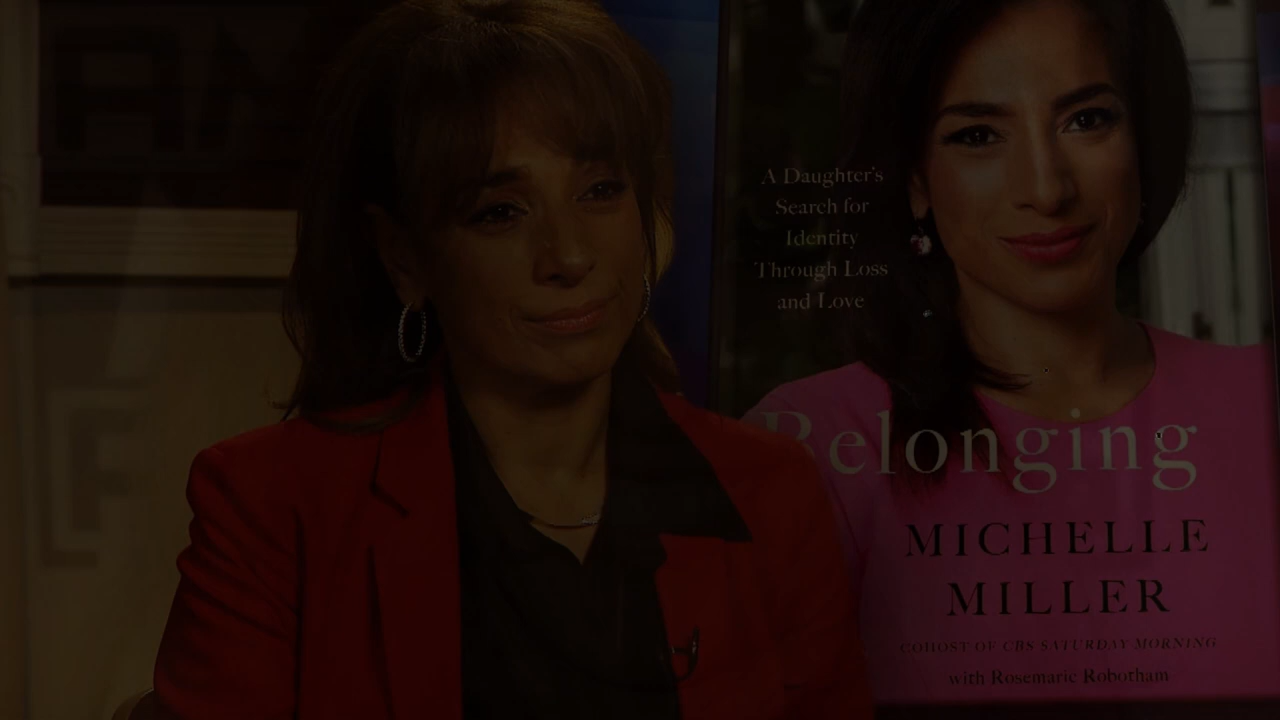 A Daughter's
Search for
Identity
Through Loss
and Love
Belonging
MICHELLE
MILLER
COHOST OF CBS SATURDAY MORNING
with Rosemarie Robotham